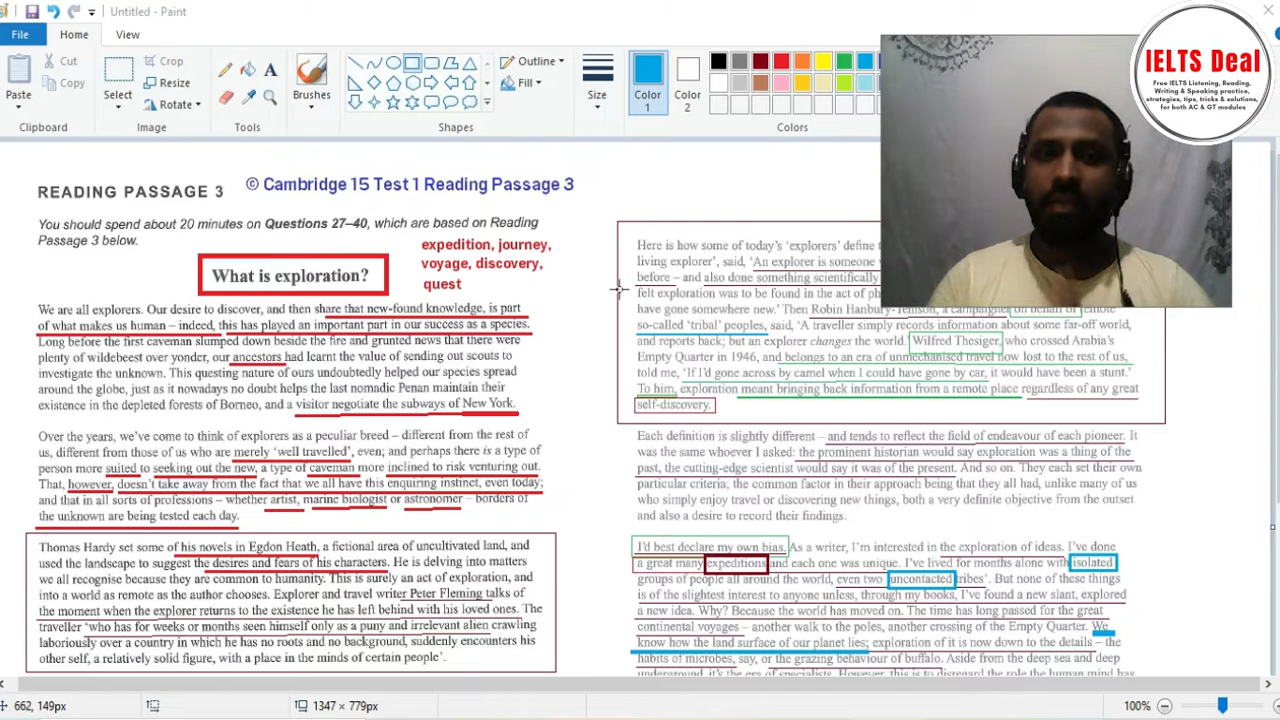 Untitled - Paint
File
Home
View
Paste
Cut
Copy
Clipboard
Select
Crop
Resize
Rotate
Image
A
Tools
Brushes
Shapes
Outline
Fill
Size
Color 1
Color 2
Colors
IELTS Deal
Free IELTS Listening, Reading,
Writing & Speaking practice,
strategies, tips, tricks & solutions,
for both AC & GT modules
READING PASSAGE 3
© Cambridge 15 Test 1 Reading Passage 3
You should spend about 20 minutes on Questions 27–40, which are based on Reading
Passage 3 below.
expedition, journey,
voyage, discovery,
quest
What is exploration?
We are all explorers. Our desire to discover, and then share that new-found knowledge, is part
of what makes us human – indeed, this has played an important part in our success as a species.
Long before the first caveman slumped down beside the fire and grunted news that there were
plenty of wildebeest over yonder, our ancestors had learnt the value of sending out scouts to
investigate the unknown. This questing nature of ours undoubtedly helped our species spread
around the globe, just as it nowadays no doubt helps the last nomadic Penan maintain their
existence in the depleted forests of Borneo, and a visitor negotiate the subways of New York.
Over the years, we've come to think of explorers as a peculiar breed – different from the rest of
us, different from those of us who are merely 'well travelled', even; and perhaps there is a type of
person more suited to seeking out the new, a type of caveman more inclined to risk venturing out.
That, however, doesn't take away from the fact that we all have this enquiring instinct, even today;
and that in all sorts of professions – whether artist, marine biologist or astronomer – borders of
the unknown are being tested each day.
Thomas Hardy set some of his novels in Egdon Heath, a fictional area of uncultivated land, and
used the landscape to suggest the desires and fears of his characters. He is delving into matters
we all recognise because they are common to humanity. This is surely an act of exploration, and
into a world as remote as the author chooses. Explorer and travel writer Peter Fleming talks of
the moment when the explorer returns to the existence he has left behind with his loved ones. The
traveller 'who has for weeks or months seen himself only as a puny and irrelevant alien crawling
laboriously over a country in which he has no roots and no background, suddenly encounters his
other self, a relatively solid figure, with a place in the minds of certain people'.
Here is how some of today's 'explorers' define
living explorer', said, 'An explorer is someone
before – and also done something scientifically
felt exploration was to be found in the act of
have gone somewhere new.' Then Robin Hanbury-Tenison, a campaigner on behalf of
so-called 'tribal' peoples, said, 'A traveller simply records information about some far-off world,
and reports back; but an explorer changes the world.' Wilfred Thesiger, who crossed Arabia's
Empty Quarter in 1946, and belongs to an era of unmechanised travel now lost to the rest of us,
told me, 'If I'd gone across by camel when I could have gone by car, it would have been a stunt.'
To him, exploration meant bringing back information from a remote place regardless of any great
self-discovery.
Each definition is slightly different – and tends to reflect the field of endeavour of each pioneer. It
was the same whoever I asked: the prominent historian would say exploration was a thing of the
past, the cutting-edge scientist would say it was of the present. And so on. They each set their own
particular criteria; the common factor in their approach being that they all had, unlike many of us
who simply enjoy travel or discovering new things, both a very definite objective from the outset
and also a desire to record their findings.
I'd best declare my own bias. As a writer, I'm interested in the exploration of ideas. I've done
a great many expeditions and each one was unique. I've lived for months alone with isolated
groups of people all around the world, even two 'uncontacted tribes'. But none of these things
is of the slightest interest to anyone unless, through my books, I've found a new slant, explored
a new idea. Why? Because the world has moved on. The time has long passed for the great
continental voyages – another walk to the poles, another crossing of the Empty Quarter. We
know how the land surface of our planet lies; exploration of it is now down to the details – the
habits of microbes, say, or the grazing behaviour of buffalo. Aside from the deep sea and deep
underground, it's the era of specialists. However, this is to disregard the role the human mind has
662, 149px
1347 × 779px
100%